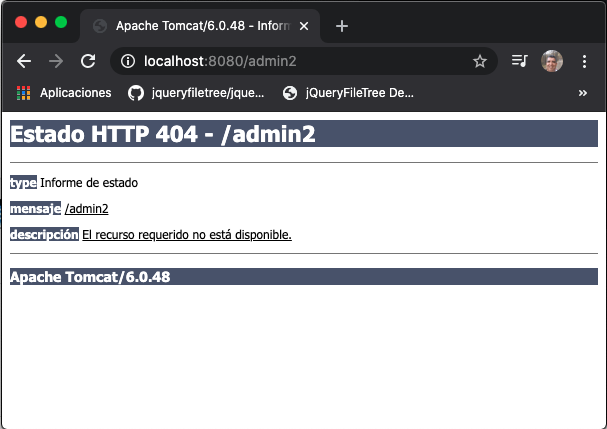 Apache Tomcat/6.0.48 - Inform
localhost:8080/admin2
Aplicaciones jqueryfiletree/jque... jQueryFileTree De...
Estado HTTP 404 - /admin2
type Informe de estado
mensaje /admin2
descripción El recurso requerido no está disponible.
Apache Tomcat/6.0.48